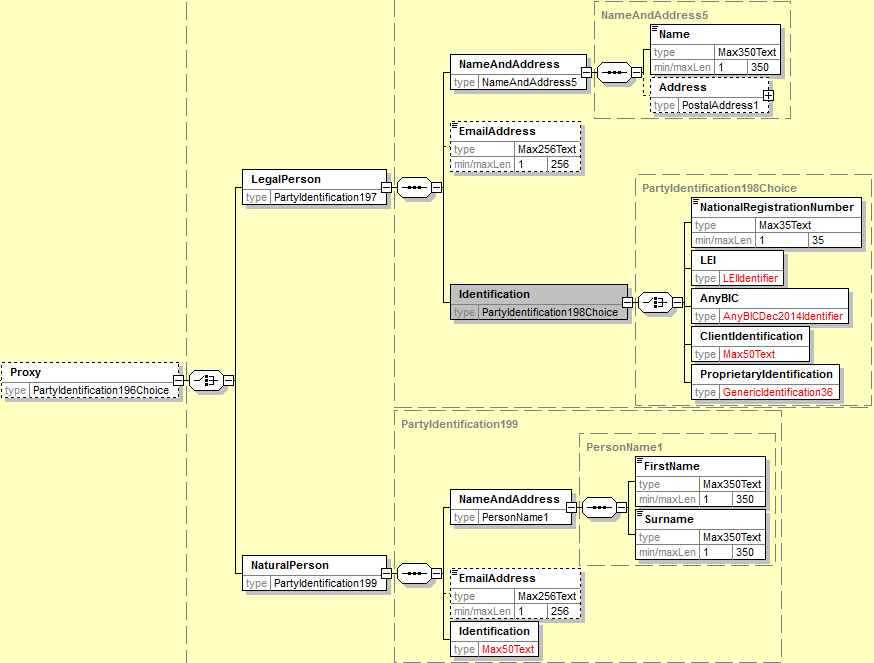 Proxy
type PartyIdentification196Choice
LegalPerson
type PartyIdentification197
NameAndAddress
type NameAndAddress5
NameAndAddress5
Name
type Max350Text
min/maxLen 1 350
Address
type PostalAddress1
EmailAddress
type Max256Text
min/maxLen 1 256
Identification
type PartyIdentification198Choice
PartyIdentification198Choice
NationalRegistrationNumber
type Max35Text
min/maxLen 1 35
LEI
type LEIIdentifier
AnyBIC
type AnyBICDec2014Identifier
ClientIdentification
type Max50Text
ProprietaryIdentification
type GenericIdentification36
NaturalPerson
type PartyIdentification199
PartyIdentification199
NameAndAddress
type PersonName1
PersonName1
FirstName
type Max350Text
min/maxLen 1 350
Surname
type Max350Text
min/maxLen 1 350
EmailAddress
type Max256Text
min/maxLen 1 256
Identification
type Max50Text